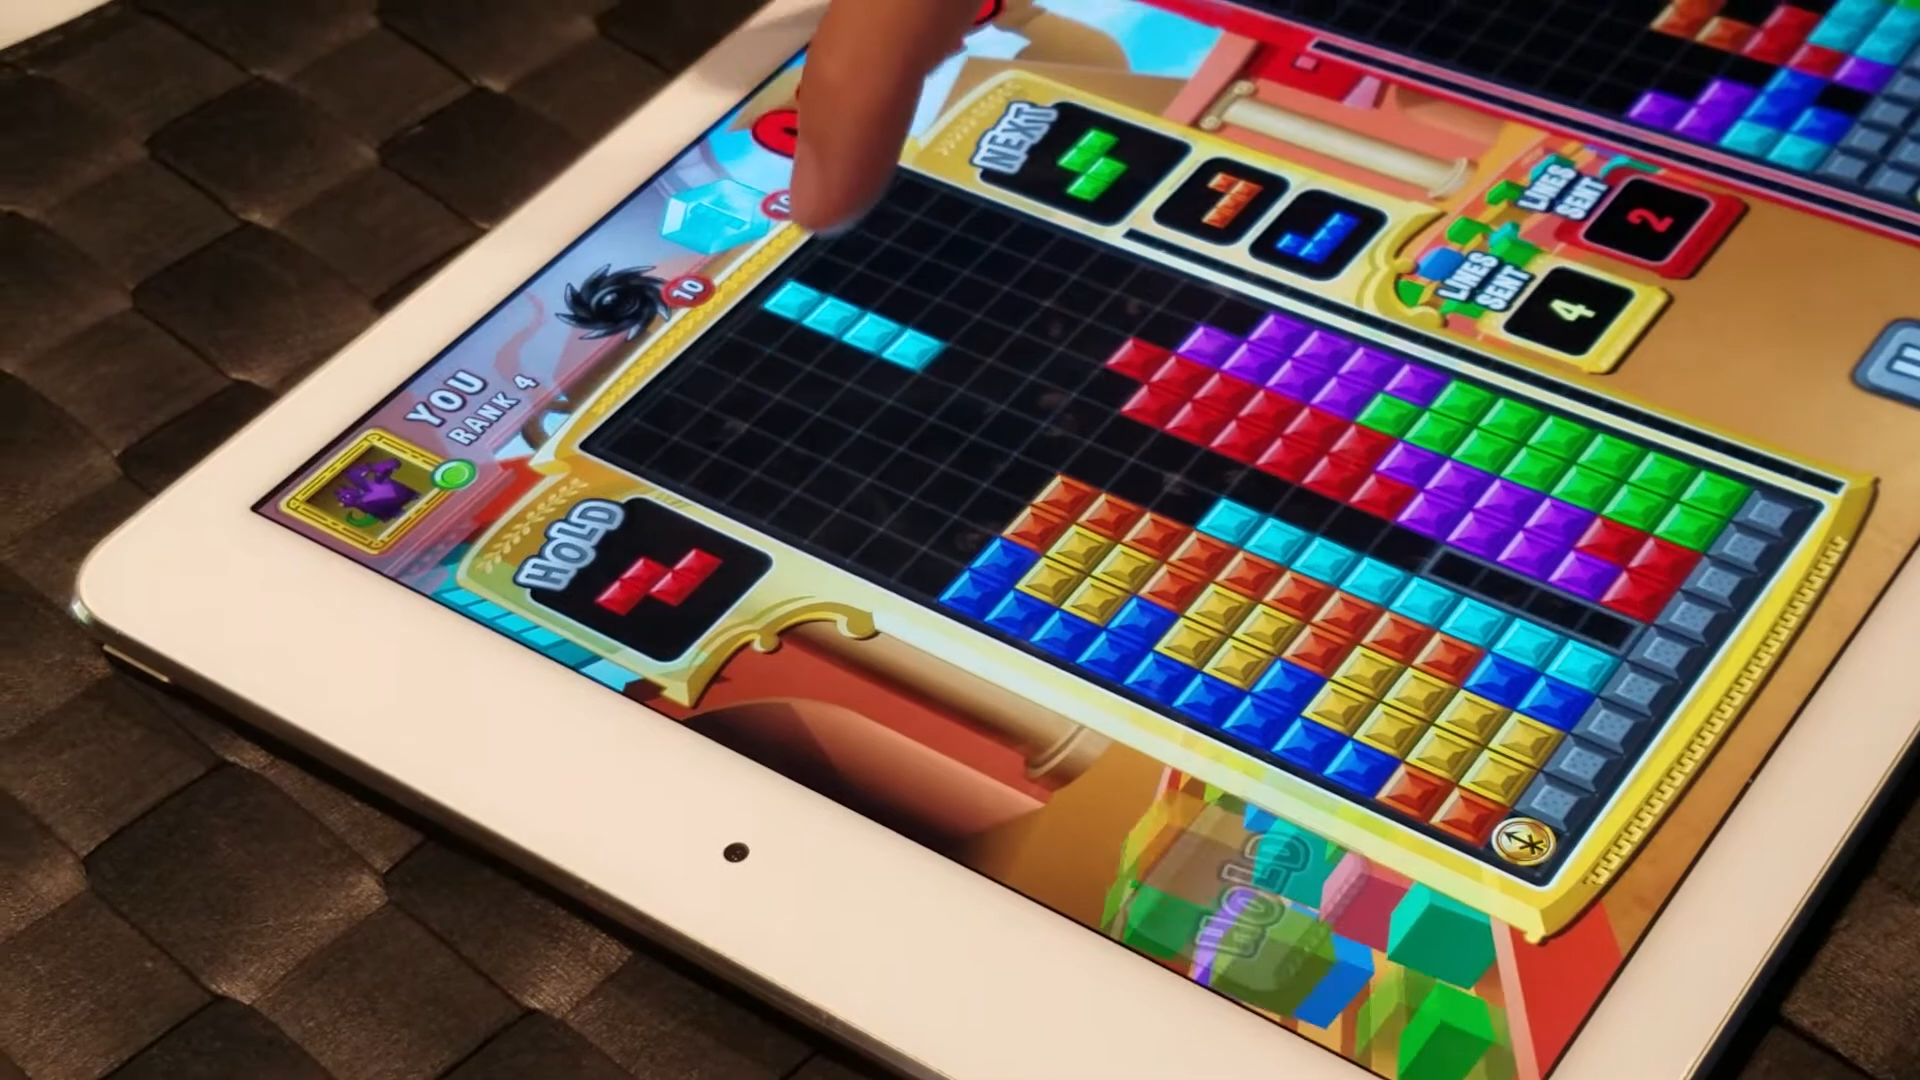 NEXT
LINES
SENT
2
LINES
SENT
4
10
YOU
RANK 4
HOLD
HOLD